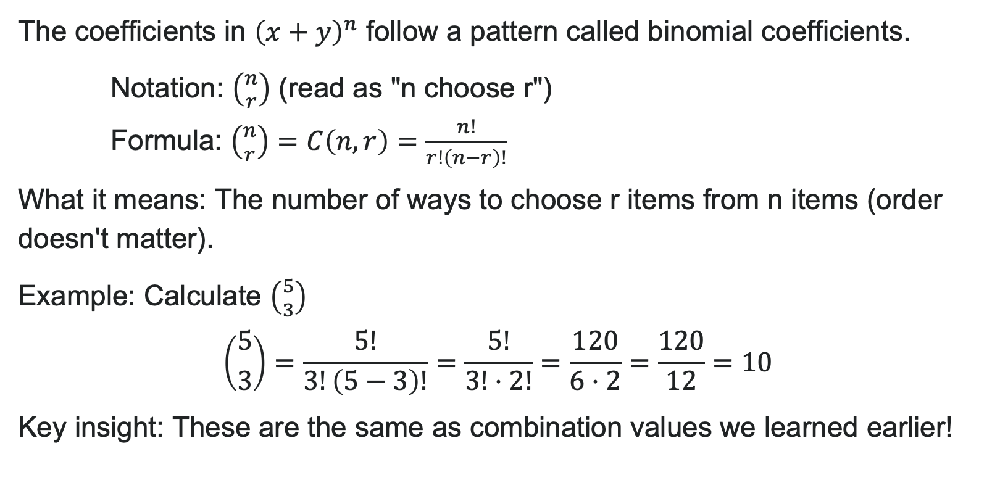 The coefficients in $(x + y)^n$ follow a pattern called binomial coefficients.
Notation: $\binom{n}{r}$ (read as "n choose r")
Formula: $\binom{n}{r} = C(n, r) = \frac{n!}{r!(n-r)!}$
What it means: The number of ways to choose r items from n items (order
doesn't matter).
Example: Calculate $\binom{5}{3}$
$\binom{5}{3} = \frac{5!}{3!(5-3)!} = \frac{5!}{3! \cdot 2!} = \frac{120}{6 \cdot 2} = \frac{120}{12} = 10$
Key insight: These are the same as combination values we learned earlier!